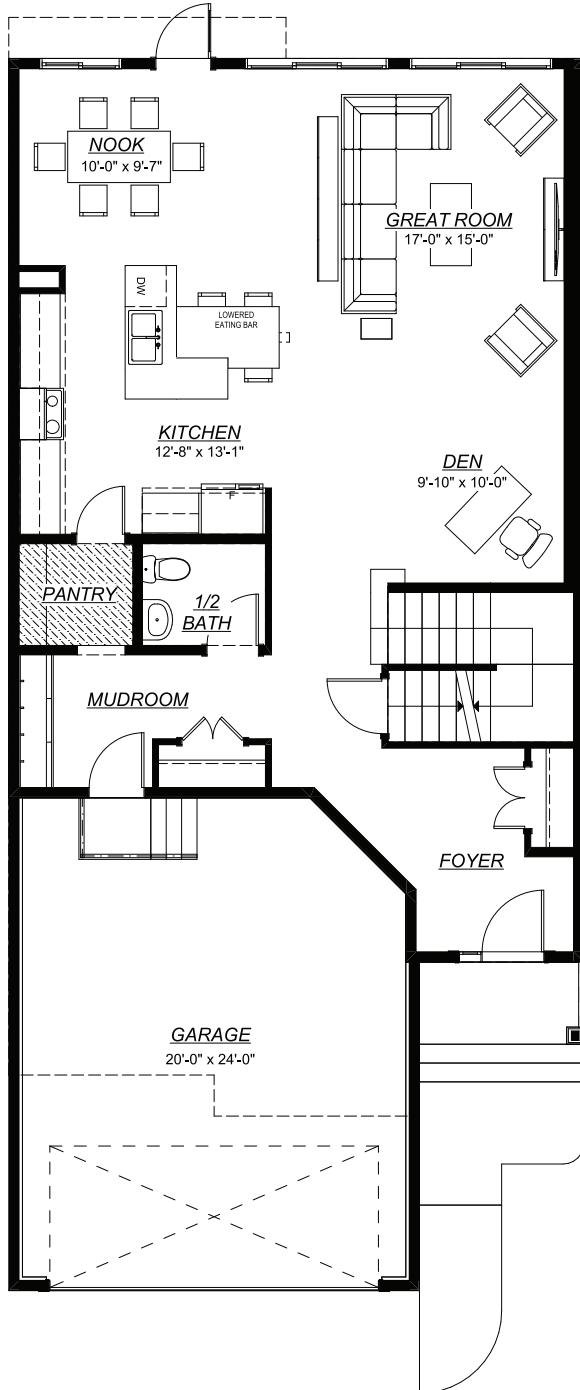 NOOK
10'-0" x 9'-7"
GREAT ROOM
17'-0" x 15'-0"
DW
LOWERED
EATING BAR
KITCHEN
12'-8" x 13'-1"
DEN
9'-10" x 10'-0"
F
PANTRY
1/2
BATH
MUDROOM
FOYER
GARAGE
20'-0" x 24'-0"